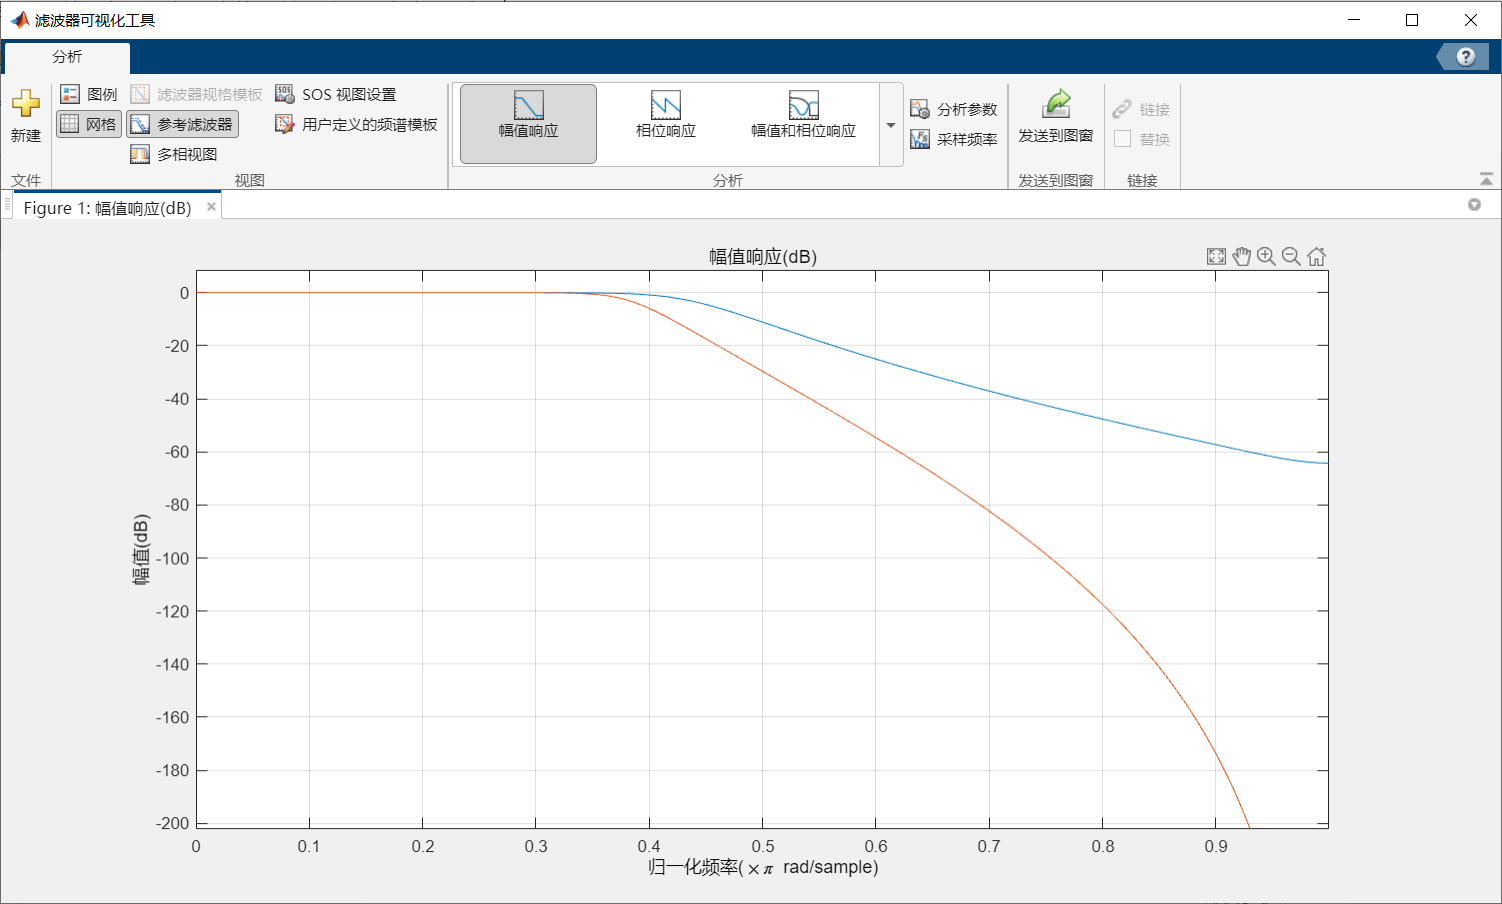 滤波器可视化工具
分析
新建
图例
滤波器规格模板
SOS 视图设置
网格
参考滤波器
用户定义的频谱模板
多相视图
幅值响应
相位响应
幅值和相位响应
分析参数
采样频率
发送到图窗
链接
替换
文件
视图
分析
发送到图窗
链接
Figure 1: 幅值响应(dB)
幅值响应(dB)
0
-20
-40
-60
-80
-100
-120
-140
-160
-180
-200
幅值(dB)
0 0.1 0.2 0.3 0.4 0.5 0.6 0.7 0.8 0.9
归一化频率(×π rad/sample)